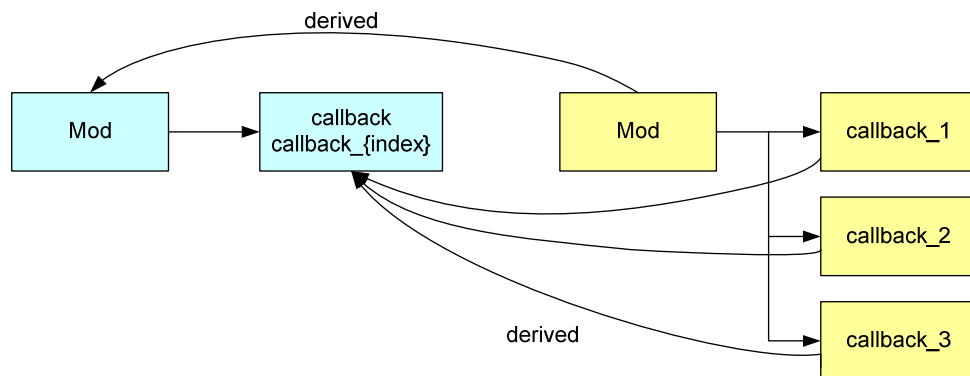 derived
Mod
callback
callback_{index}
Mod
callback_1
callback_2
callback_3
derived